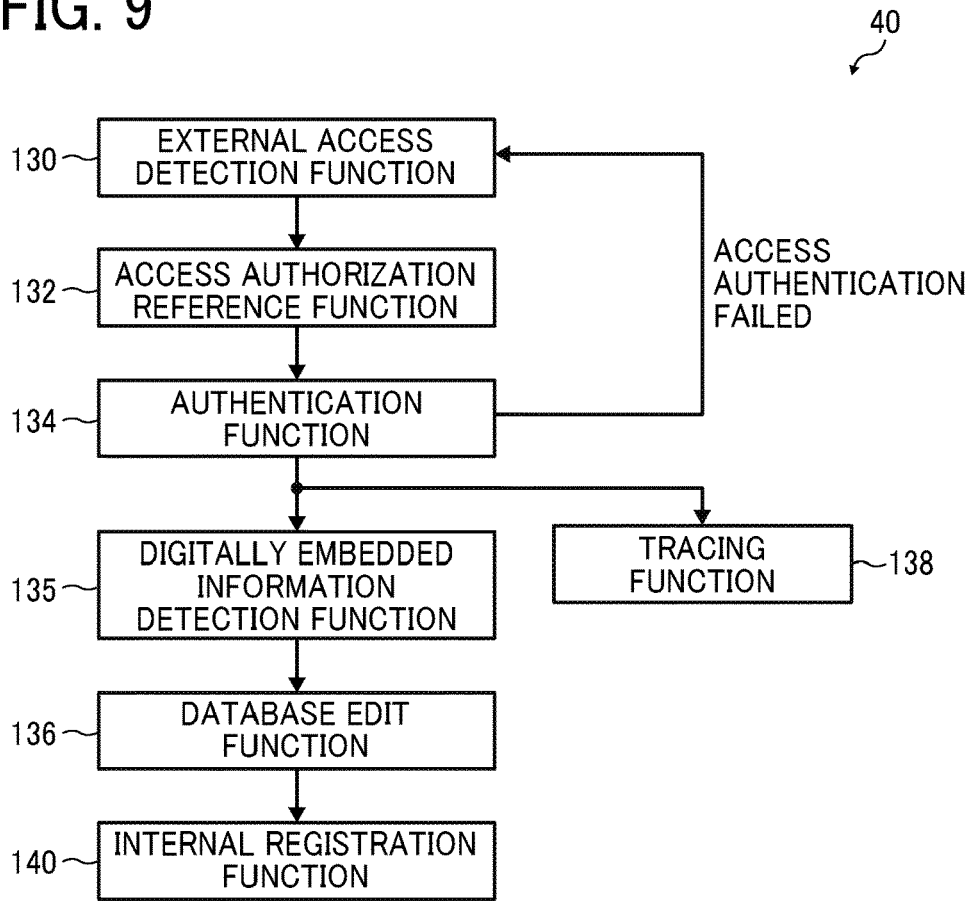 FIG. 9
40
130
EXTERNAL ACCESS
DETECTION FUNCTION
132
ACCESS AUTHORIZATION
REFERENCE FUNCTION
ACCESS
AUTHENTICATION
FAILED
134
AUTHENTICATION
FUNCTION
135
DIGITALLY EMBEDDED
INFORMATION
DETECTION FUNCTION
TRACING
FUNCTION
138
136
DATABASE EDIT
FUNCTION
140
INTERNAL REGISTRATION
FUNCTION